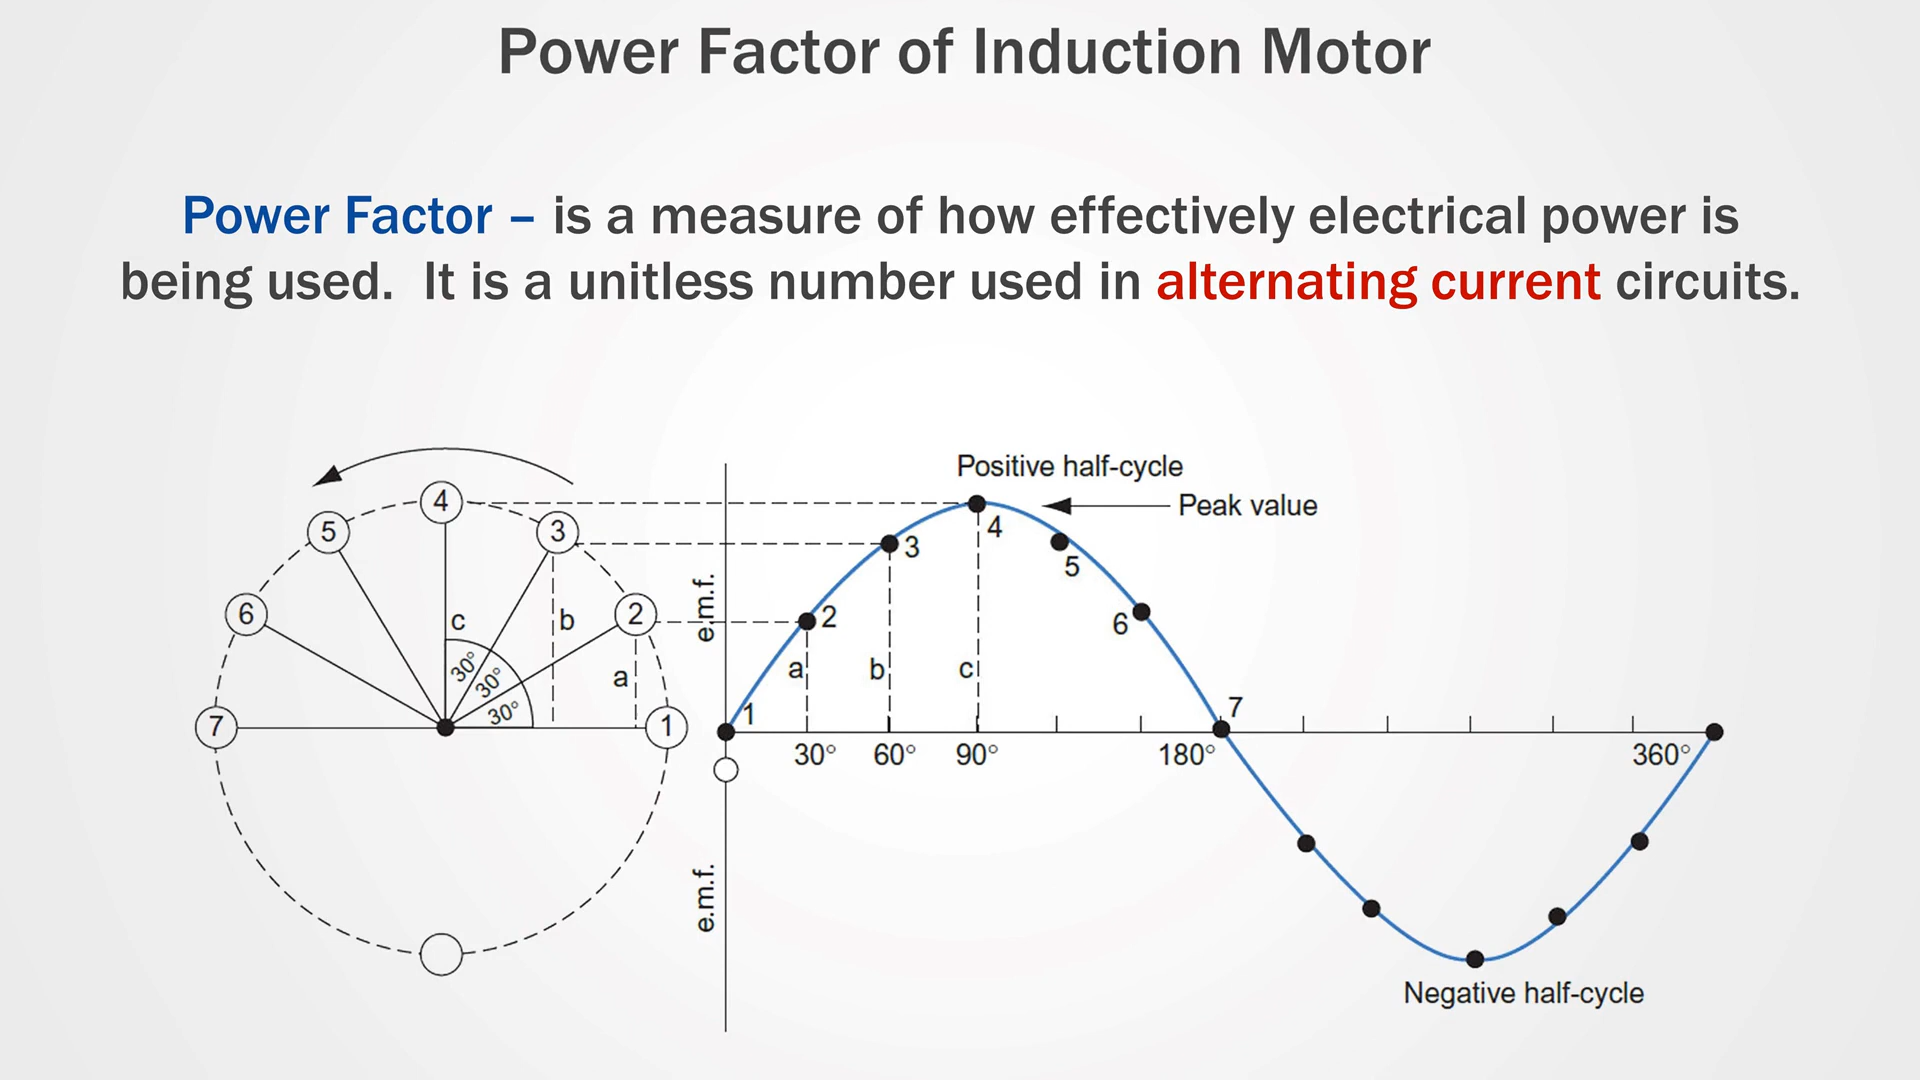 Power Factor of Induction Motor
Power Factor – is a measure of how effectively electrical power is
being used. It is a unitless number used in alternating current circuits.
Positive half-cycle
Peak value
4
5
3
6
2
7
1
c
b
a
30°
30°
30°
e.m.f.
e.m.f.
1
2
3
4
5
6
7
a
b
c
30°
60°
90°
180°
360°
Negative half-cycle